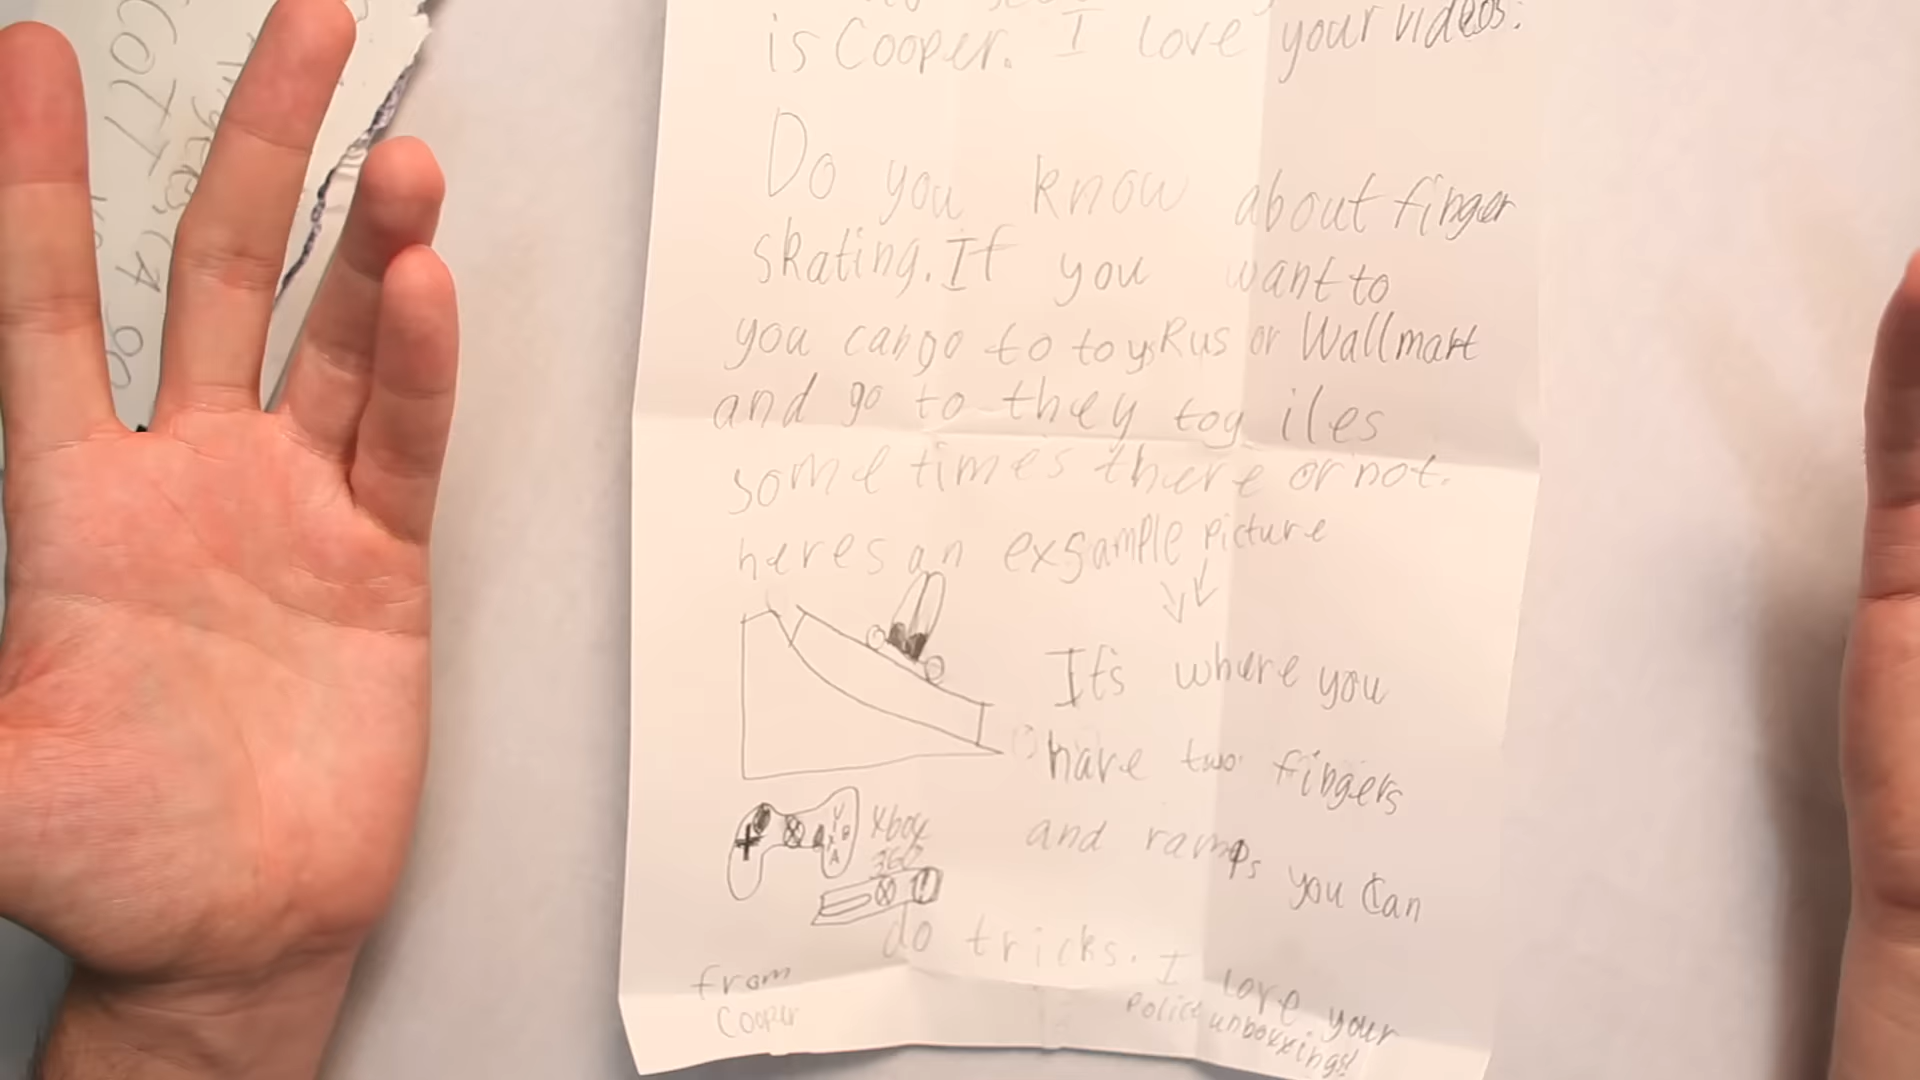 is Cooper. I love your videos.
Do you know about finger
skating. If you want to
you can go to toysRus or Wallmart
and go to they toy iles
some times there or not.
heres an exsample picture
It's where you
have two fingers
and ramps you can
do tricks. I love your
Police unboxxings!
Xbox
360
Y
X B
A
from
Cooper